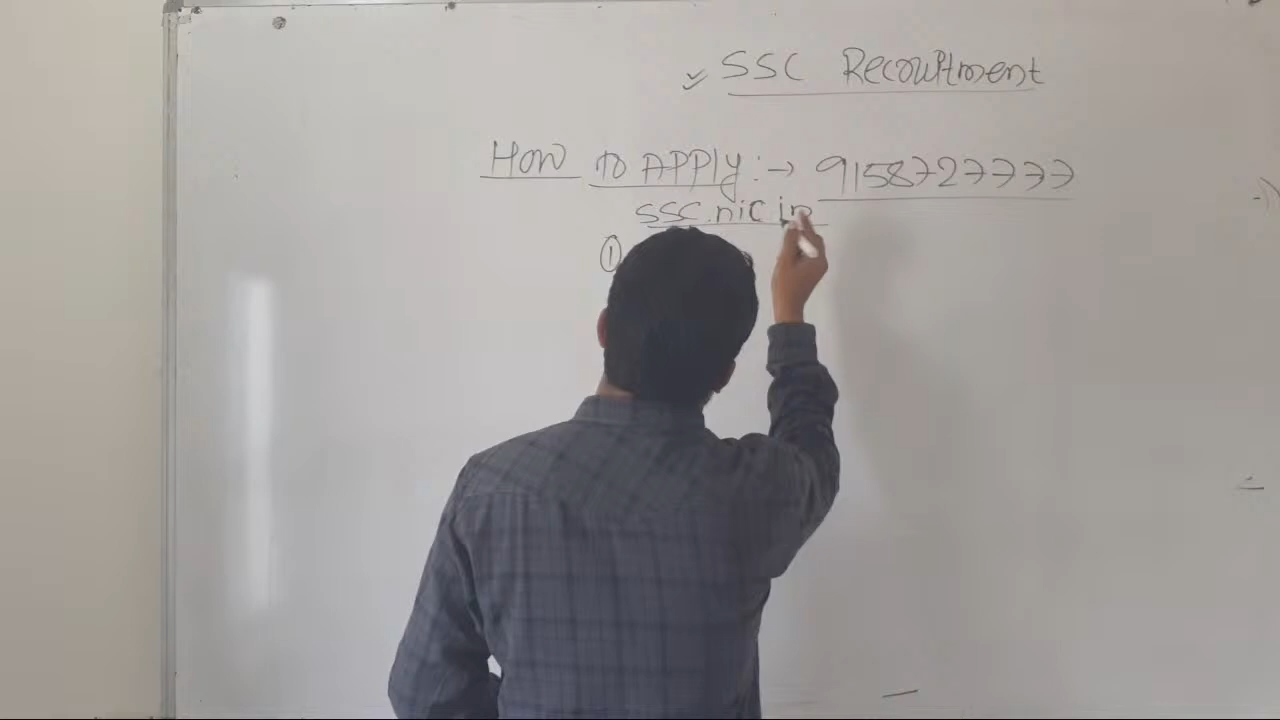 SSC Recruitment
How to APPly :→ 9158727777
SSC.nic.in
①